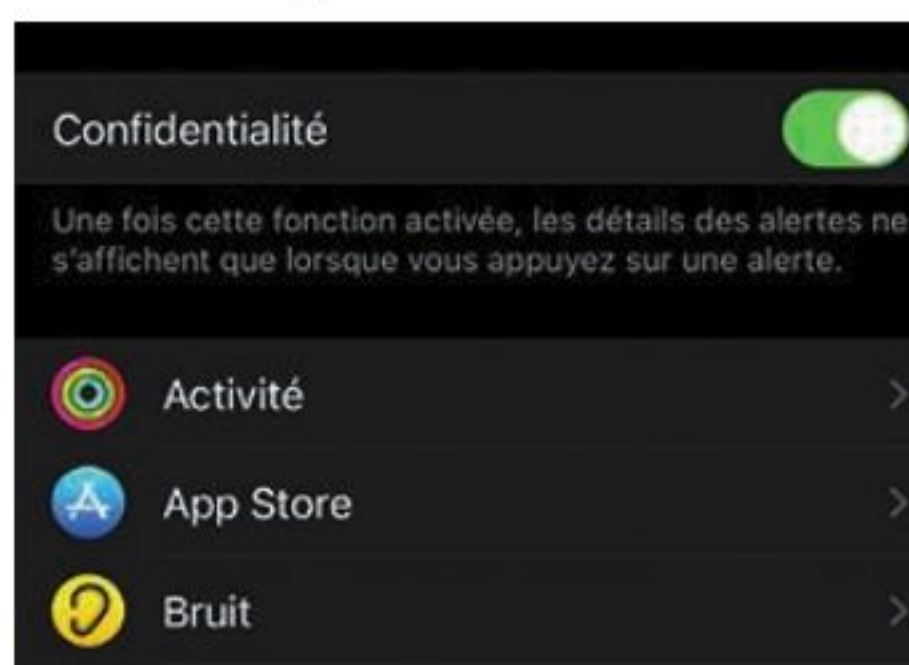 Confidentialité
Une fois cette fonction activée, les détails des alertes ne
s'affichent que lorsque vous appuyez sur une alerte.
Activité
App Store
Bruit